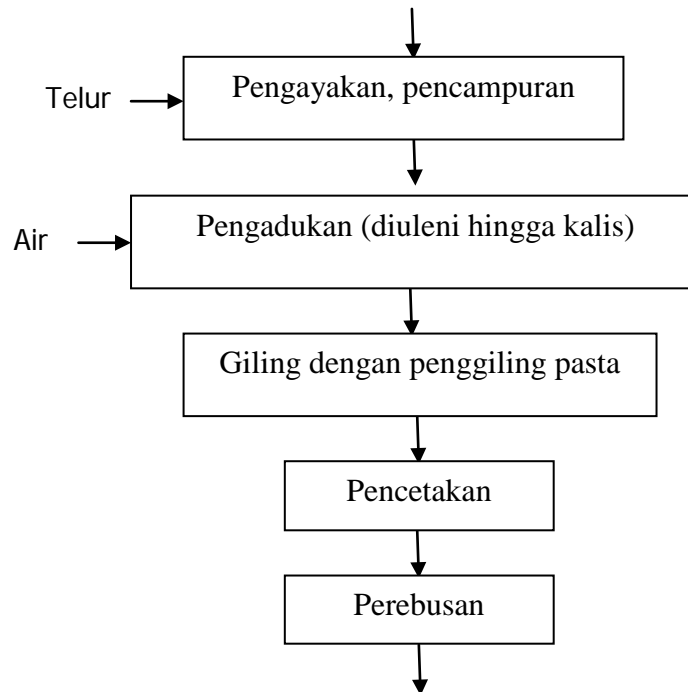 Telur
Pengayakan, pencampuran
Air
Pengadukan (diuleni hingga kalis)
Giling dengan penggiling pasta
Pencetakan
Perebusan